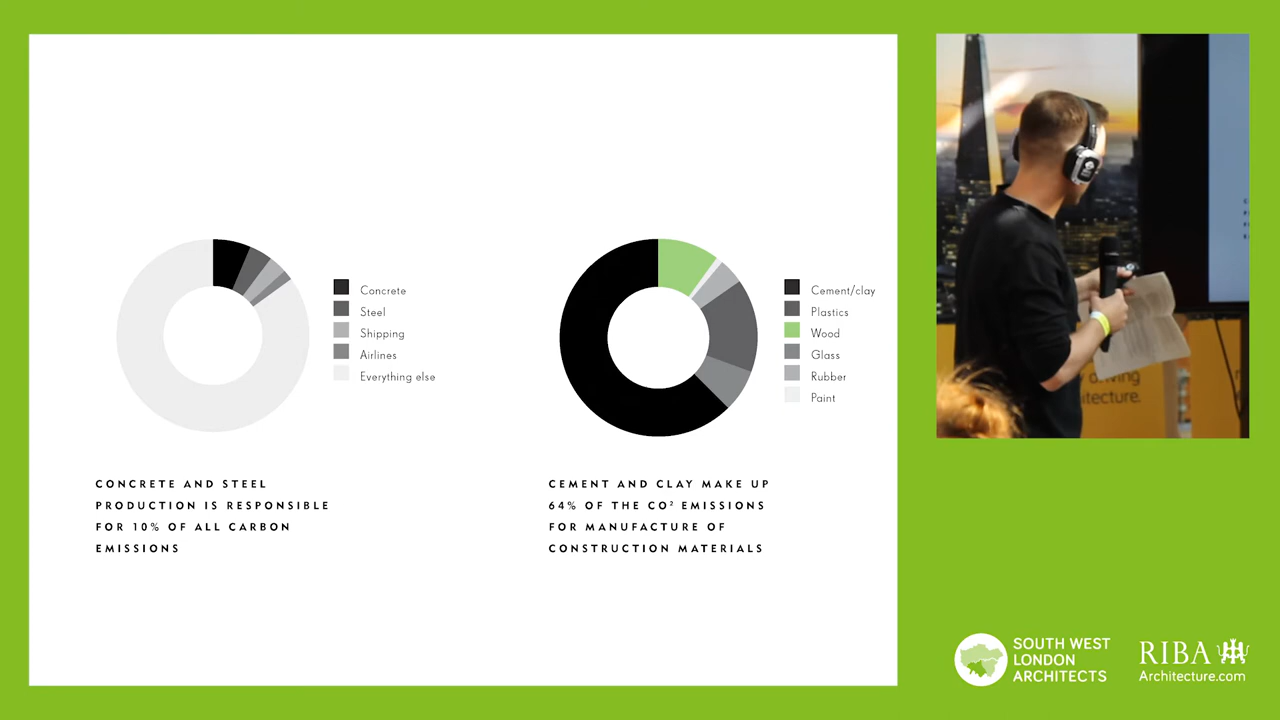 Concrete
Steel
Shipping
Airlines
Everything else
CONCRETE AND STEEL
PRODUCTION IS RESPONSIBLE
FOR 10% OF ALL CARBON
EMISSIONS
Cement/clay
Plastics
Wood
Glass
Rubber
Paint
CEMENT AND CLAY MAKE UP
64% OF THE CO² EMISSIONS
FOR MANUFACTURE OF
CONSTRUCTION MATERIALS
SOUTH WEST
LONDON
ARCHITECTS
RIBA
Architecture.com